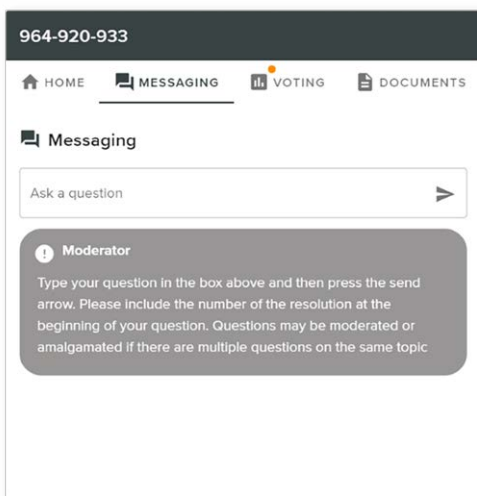 964-920-933
HOME MESSAGING VOTING DOCUMENTS
Messaging
Ask a question
Moderator
Type your question in the box above and then press the send
arrow. Please include the number of the resolution at the
beginning of your question. Questions may be moderated or
amalgamated if there are multiple questions on the same topic